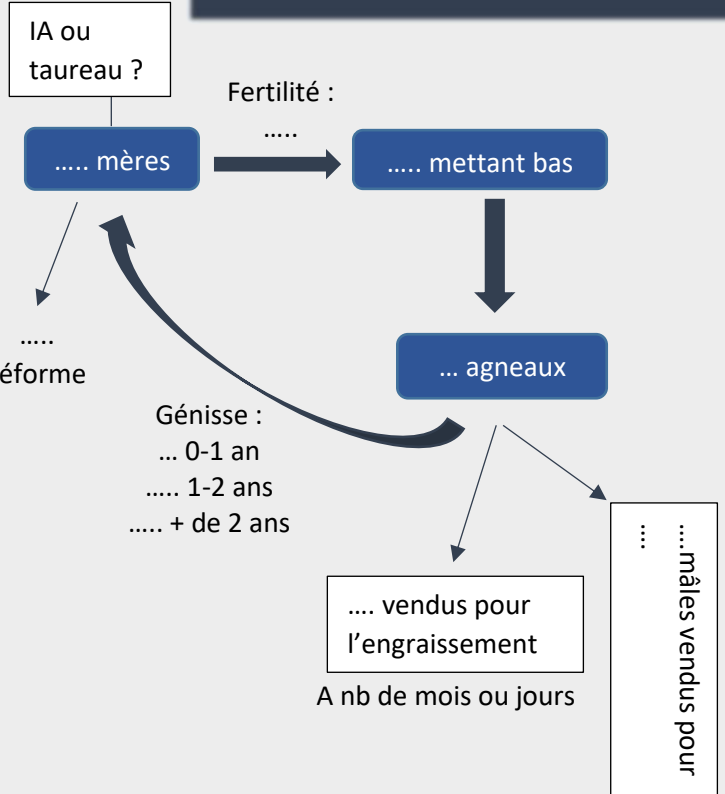 IA ou
taureau ?
Fertilité :
…..
….. mères
….. mettant bas
…..
éforme
… agneaux
Génisse :
… 0-1 an
….. 1-2 ans
….. + de 2 ans
…. vendus pour
l’engraissement
A nb de mois ou jours
….mâles vendus pour
….